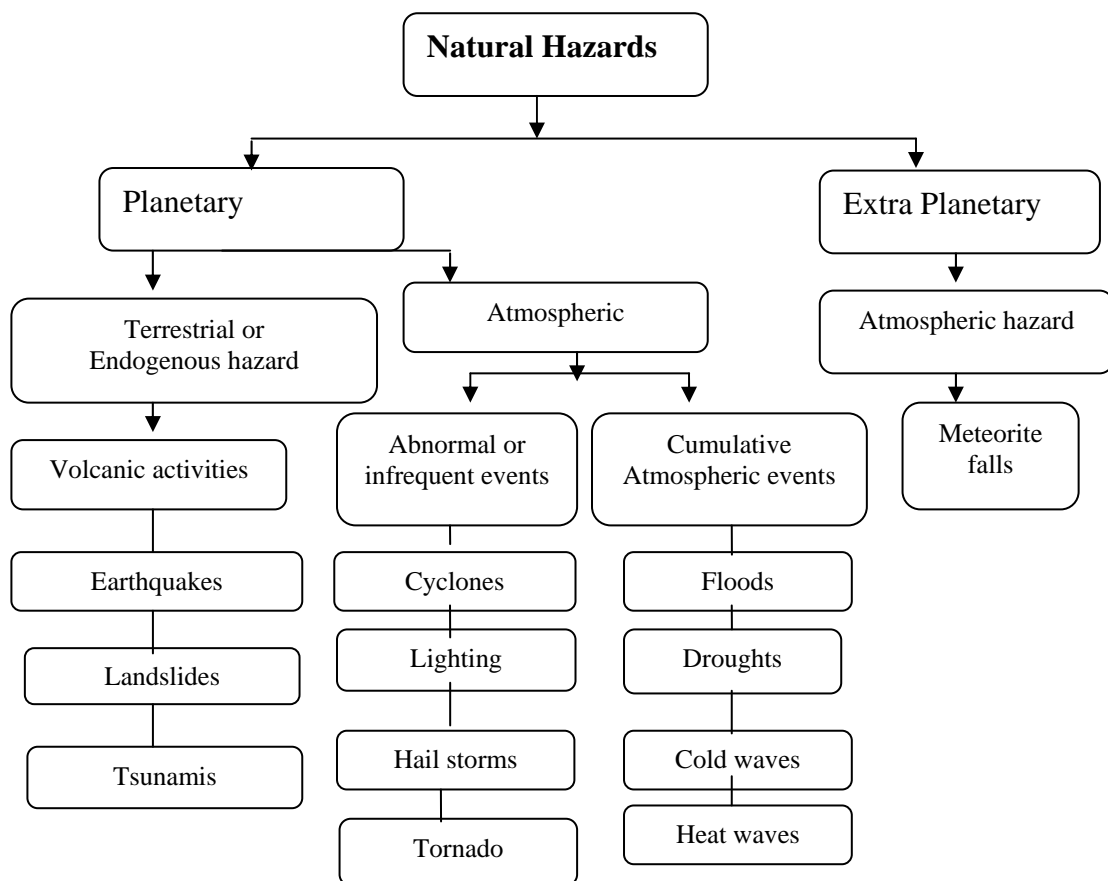 Natural Hazards
Planetary
Extra Planetary
Terrestrial or
Endogenous hazard
Atmospheric
Atmospheric hazard
Volcanic activities
Abnormal or
infrequent events
Cumulative
Atmospheric events
Meteorite
falls
Earthquakes
Cyclones
Floods
Landslides
Lighting
Droughts
Tsunamis
Hail storms
Cold waves
Tornado
Heat waves